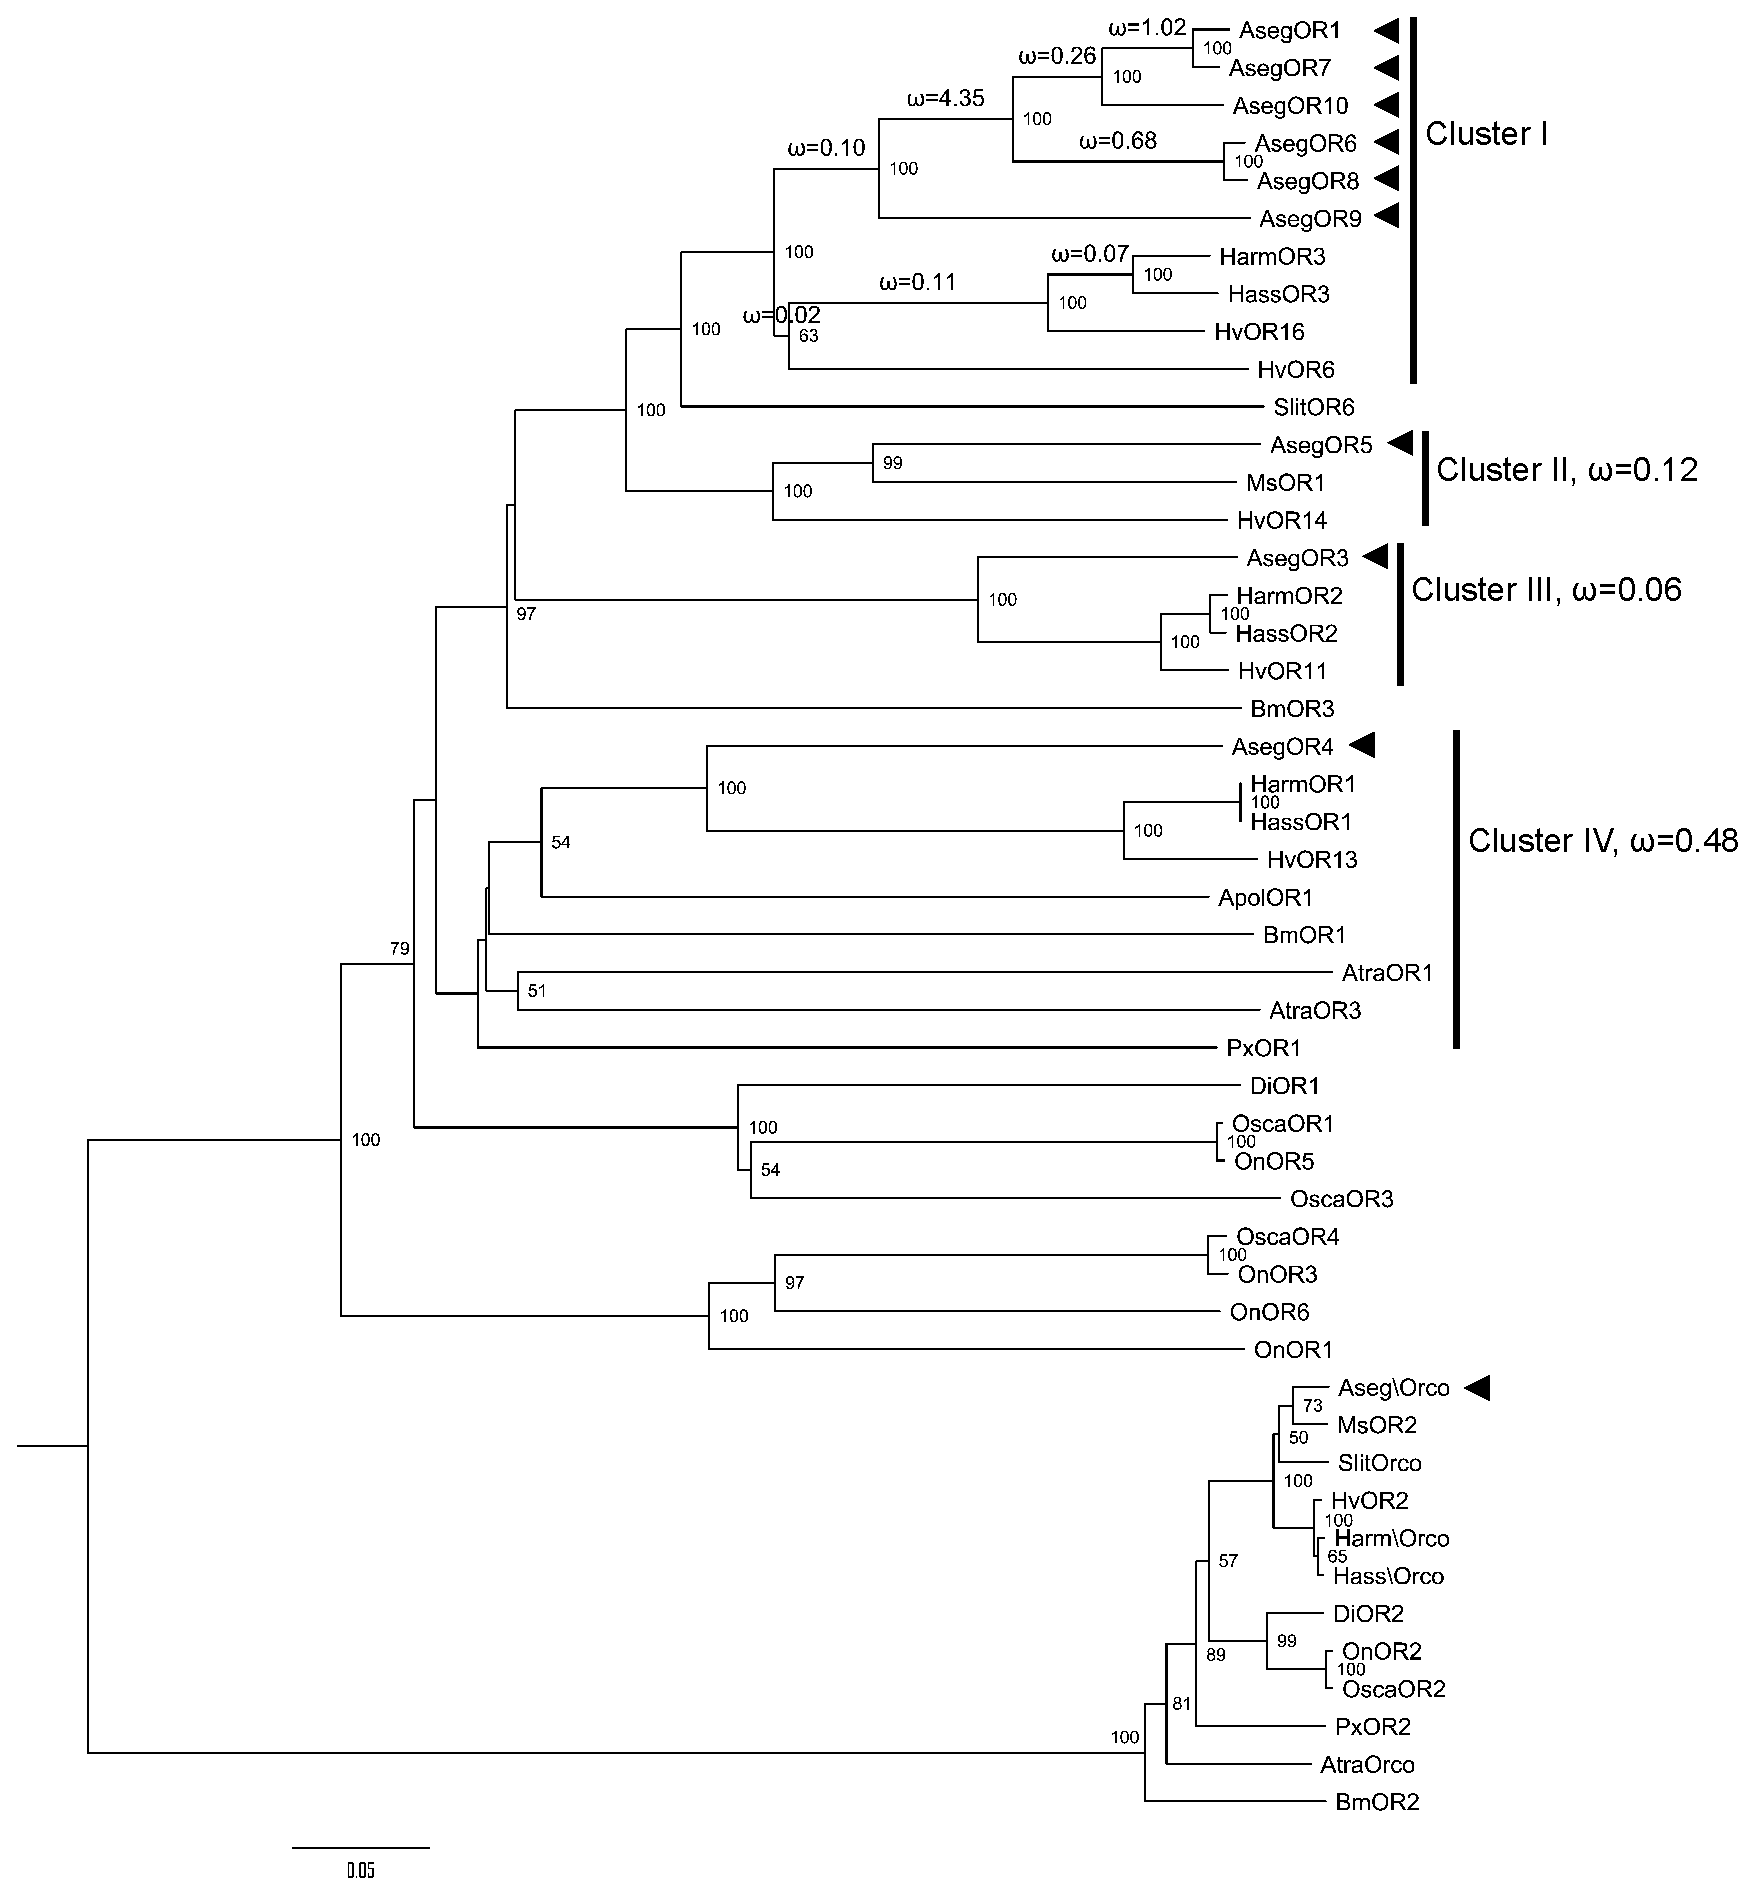 ω=1.02
AsegOR1
100
ω=0.26
AsegOR7
100
ω=4.35
AsegOR10
100
Cluster I
ω=0.68
AsegOR6
100
ω=0.10
AsegOR8
100
AsegOR9
100
ω=0.07
HarmOR3
100
ω=0.11
HassOR3
100
ω=0.02
HvOR16
100
63
HvOR6
100
SlitOR6
AsegOR5
99
Cluster II, ω=0.12
MsOR1
100
HvOR14
AsegOR3
Cluster III, ω=0.06
100
HarmOR2
100
97
HassOR2
100
HvOR11
BmOR3
AsegOR4
100
HarmOR1
100
HassOR1
100
Cluster IV, ω=0.48
54
HvOR13
ApolOR1
BmOR1
79
AtraOR1
51
AtraOR3
PxOR1
DiOR1
100
OscaOR1
100
100
OnOR5
54
OscaOR3
OscaOR4
100
OnOR3
97
OnOR6
100
OnOR1
Aseg\Orco
73
MsOR2
50
SlitOrco
100
HvOR2
100
Harm\Orco
65
57
Hass\Orco
DiOR2
99
OnOR2
89
100
OscaOR2
81
PxOR2
100
AtraOrco
BmOR2
0.05